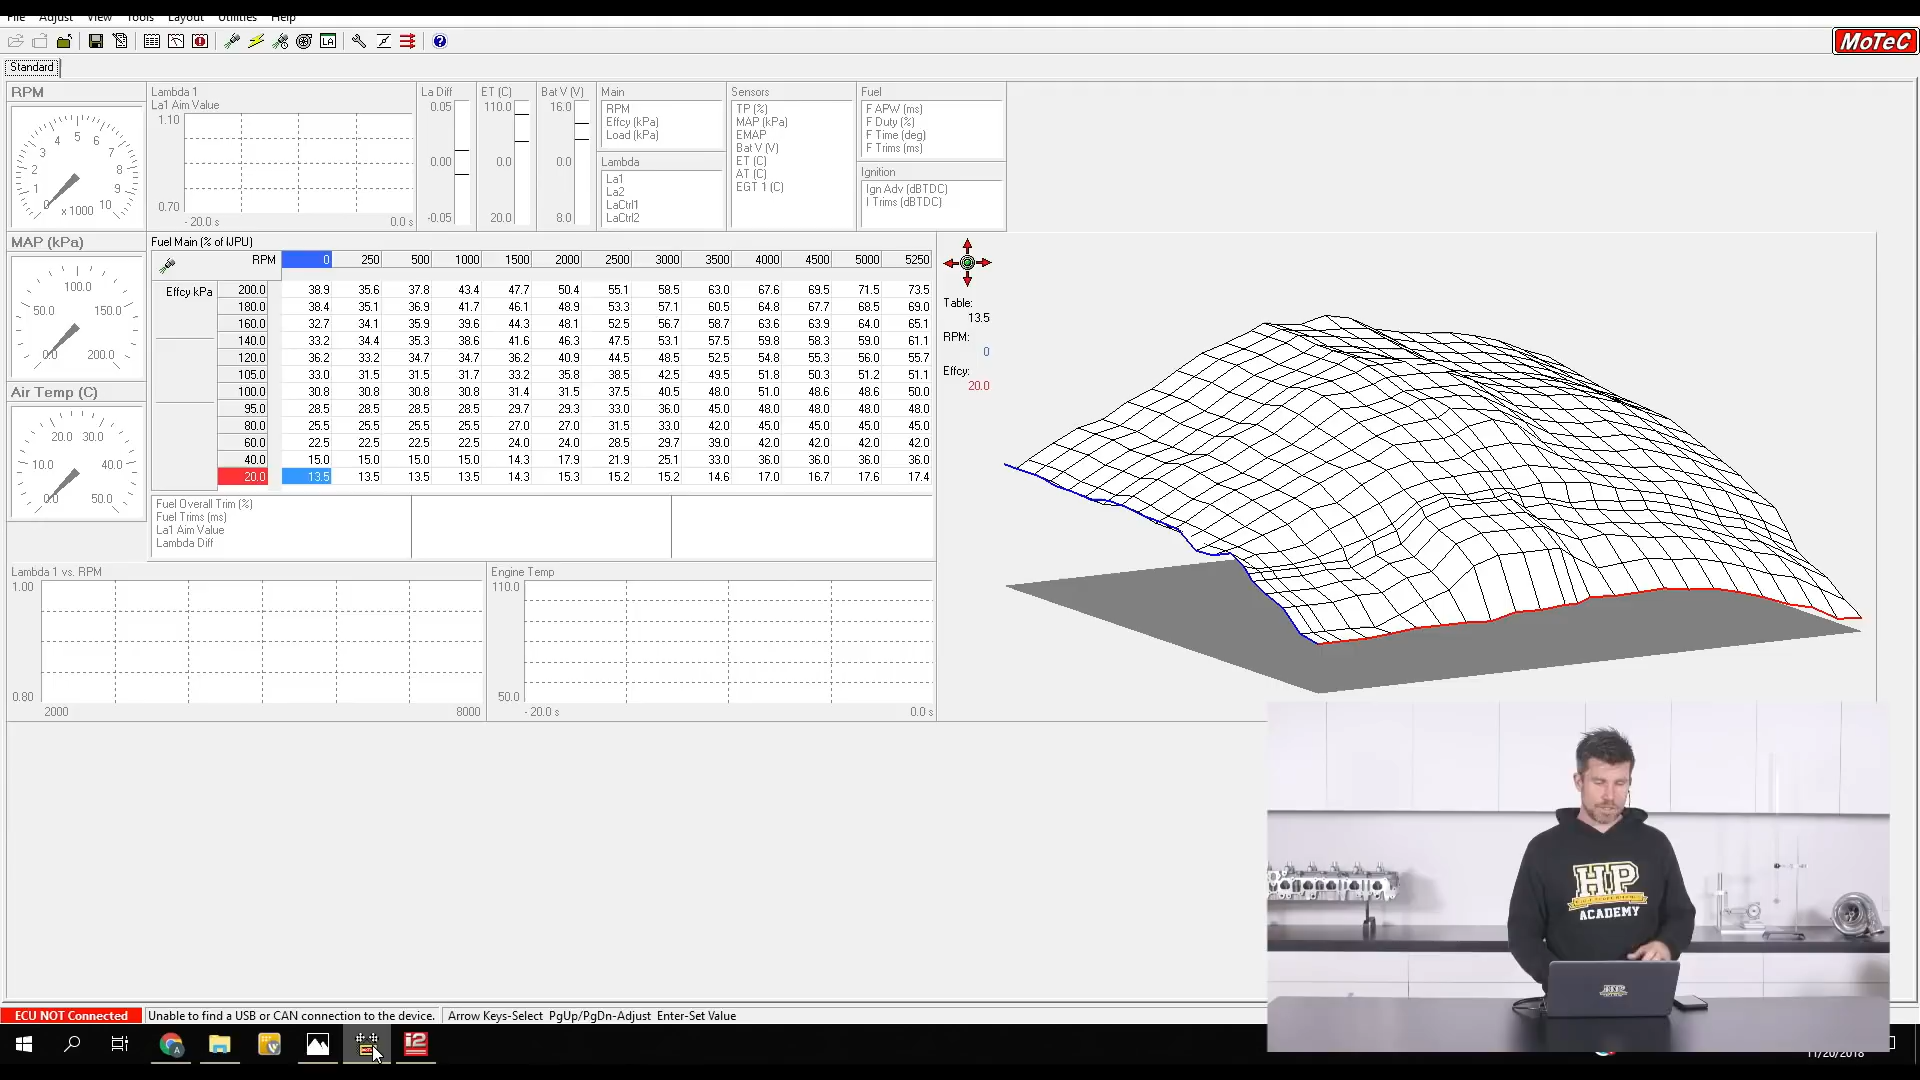 File Adjust View Tools Layout Utilities Help
MoTeC
Standard
RPM
4 5 6
3 7
2 8
1 9
0 x 1000 10
Lambda 1
La1 Aim Value
1.10
0.70
- 20.0 s 0.0 s
La Diff
0.05
0.00
-0.05
ET (C)
110.0
0.0
20.0
Bat V (V)
16.0
0.0
8.0
Main
RPM
Effcy (kPa)
Load (kPa)
Lambda
La1
La2
LaCtrl1
LaCtrl2
Sensors
TP (%)
MAP (kPa)
EMAP
Bat V (V)
ET (C)
AT (C)
EGT 1 (C)
Fuel
F APW (ms)
F Duty (%)
F Time (deg)
F Trims (ms)
Ignition
Ign Adv (dBTDC)
I Trims (dBTDC)
MAP (kPa)
100.0
50.0 150.0
0.0 200.0
Air Temp (C)
20.0 30.0
10.0 40.0
0.0 50.0
Fuel Main (% of IJPU)
RPM 0 250 500 1000 1500 2000 2500 3000 3500 4000 4500 5000 5250
Effcy kPa 200.0 38.9 35.6 37.8 43.4 47.7 50.4 55.1 58.5 63.0 67.6 69.5 71.5 73.5
180.0 38.4 35.1 36.9 41.7 46.1 48.9 53.3 57.1 60.5 64.8 67.7 68.5 69.0
160.0 32.7 34.1 35.9 39.6 44.3 48.1 52.5 56.7 58.7 63.6 63.9 64.0 65.1
140.0 33.2 34.4 35.3 38.6 41.6 46.3 47.5 53.1 57.5 59.8 58.3 59.0 61.1
120.0 36.2 33.2 34.7 34.7 36.2 40.9 44.5 48.5 52.5 54.8 55.3 56.0 55.7
105.0 33.0 31.5 31.5 31.7 33.2 35.8 38.5 42.5 49.5 51.8 50.3 51.2 51.1
100.0 30.8 30.8 30.8 30.8 31.4 31.5 37.5 40.5 48.0 51.0 48.6 48.6 50.0
95.0 28.5 28.5 28.5 28.5 29.7 29.3 33.0 36.0 45.0 48.0 48.0 48.0 48.0
80.0 25.5 25.5 25.5 25.5 27.0 27.0 31.5 33.0 42.0 45.0 45.0 45.0 45.0
60.0 22.5 22.5 22.5 22.5 24.0 24.0 28.5 29.7 39.0 42.0 42.0 42.0 42.0
40.0 15.0 15.0 15.0 15.0 14.3 17.9 21.9 25.1 33.0 36.0 36.0 36.0 36.0
20.0 13.5 13.5 13.5 13.5 14.3 15.3 15.2 15.2 14.6 17.0 16.7 17.6 17.4
Table:
13.5
RPM:
0
Effcy:
20.0
Fuel Overall Trim (%)
Fuel Trims (ms)
La1 Aim Value
Lambda Diff
Lambda 1 vs. RPM
1.00
0.80
2000 8000
Engine Temp
110.0
50.0
- 20.0 s 0.0 s
HP
ACADEMY
ECU NOT Connected Unable to find a USB or CAN connection to the device. Arrow Keys-Select PgUp/PgDn-Adjust Enter-Set Value
i2
11/20/2018